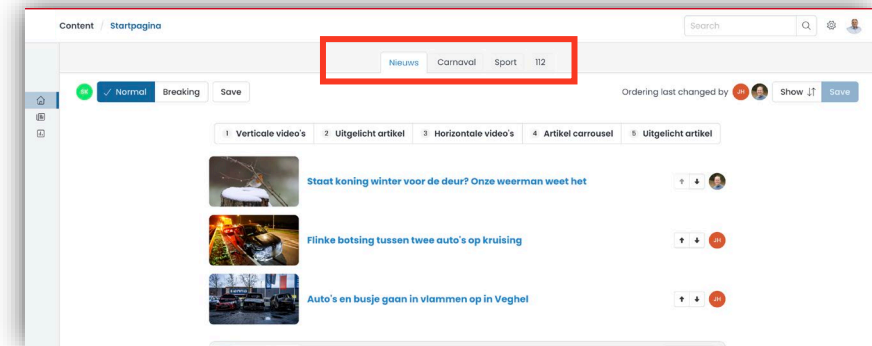 Content / Startpagina
Search
Nieuws Carnaval Sport 112
Normal Breaking Save
Ordering last changed by JH Show Save
1 Verticale video's 2 Uitgelicht artikel 3 Horizontale video's 4 Artikel carrousel 5 Uitgelicht artikel
Staat koning winter voor de deur? Onze weerman weet het
Flinke botsing tussen twee auto's op kruising
JH
Auto's en busje gaan in vlammen op in Veghel
JH